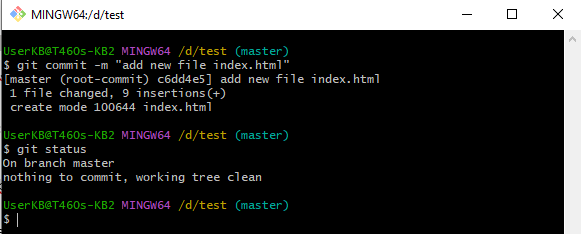 MINGW64:/d/test
UserKB@T460s-KB2 MINGW64 /d/test (master)
$ git commit -m "add new file index.html"
[master (root-commit) c6dd4e5] add new file index.html
 1 file changed, 9 insertions(+)
 create mode 100644 index.html
UserKB@T460s-KB2 MINGW64 /d/test (master)
$ git status
On branch master
nothing to commit, working tree clean
UserKB@T460s-KB2 MINGW64 /d/test (master)
$